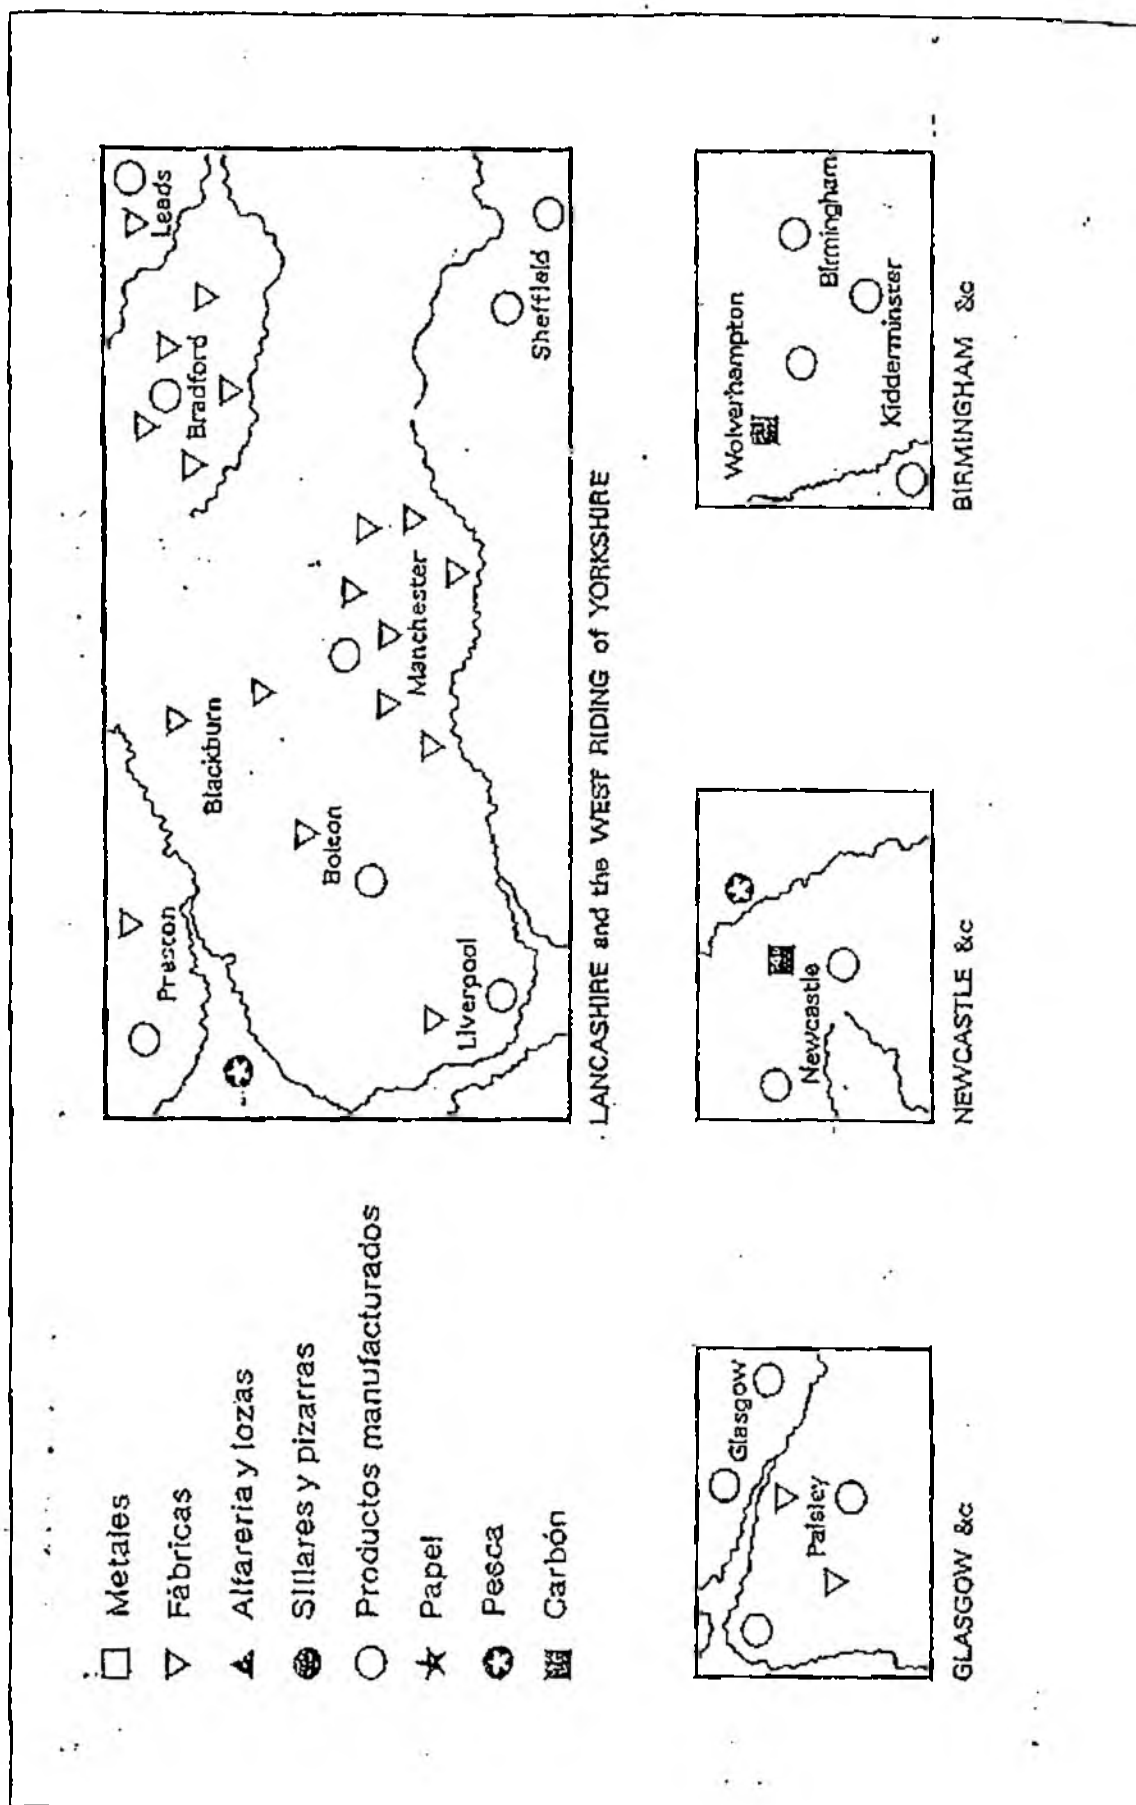 Metales
Fábricas
Alfareria y lozas
Sillares y pizarras
Productos manufacturados
Papel
Pesca
Carbón
Preston
Blackburn
Bradford
Leads
Bolton
Manchester
Liverpool
Sheffield
LANCASHIRE and the WEST RIDING of YORKSHIRE
Glasgow
Paisley
GLASGOW &c
Newcastle
NEWCASTLE &c
Wolverhampton
Birmingham
Kidderminster
BIRMINGHAM &c